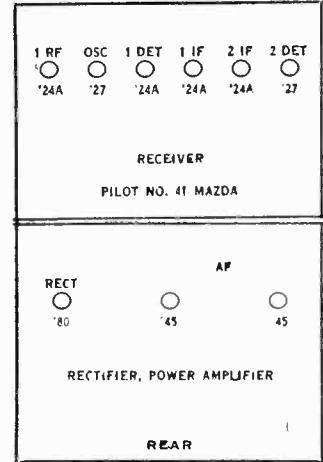 1 RF OSC 1 DET 1 IF 2 IF 2 DET
'24A '27 '24A '24A '24A '27
RECEIVER
PILOT NO. 41 MAZDA
AF
RECT
'80 '45 45
RECTIFIER, POWER AMPLIFIER
REAR